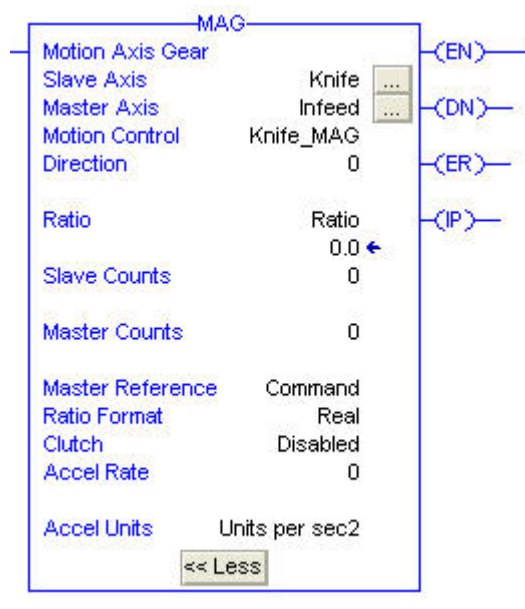 MAG
Motion Axis Gear (EN)
Slave Axis Knife ...
Master Axis Infeed ... (DN)
Motion Control Knife_MAG
Direction 0 (ER)
Ratio Ratio (IP)
0.0
Slave Counts 0
Master Counts 0
Master Reference Command
Ratio Format Real
Clutch Disabled
Accel Rate 0
Accel Units Units per sec2
<< Less